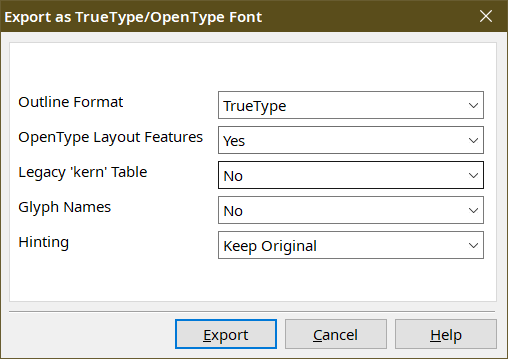 Export as TrueType/OpenType Font
Outline Format TrueType
OpenType Layout Features Yes
Legacy 'kern' Table No
Glyph Names No
Hinting Keep Original
Export Cancel Help